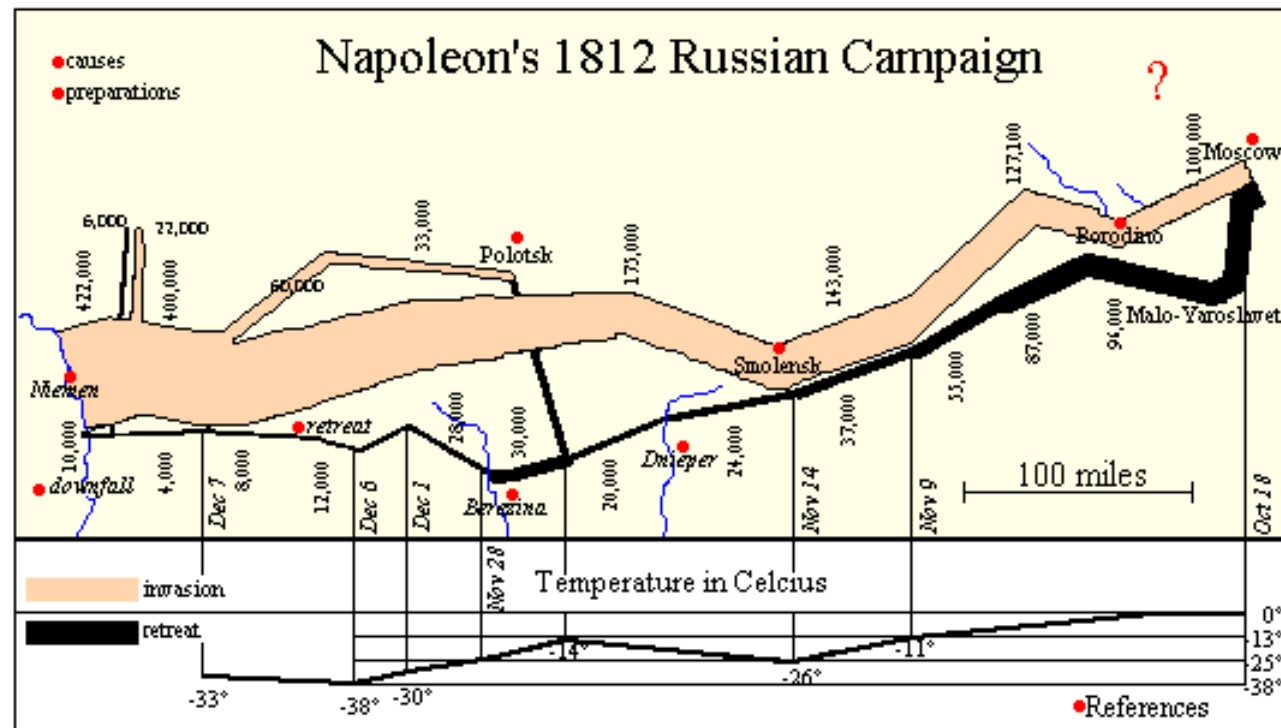 Napoleon's 1812 Russian Campaign
causes
preparations
?
Moscow
100,000
127,100
Borodino
6,000
22,000
33,000
Polotsk
175,000
143,000
422,000
400,000
60,000
Malo-Yaroslavet
96,000
87,000
55,000
Smolensk
37,000
Niemen
retreat
28,000
30,000
Dnieper
24,000
20,000
10,000
downfall
4,000
8,000
12,000
Berezina
100 miles
Dec 7
Dec 6
Dec 1
Nov 28
Nov 14
Nov 9
Oct 18
invasion
retreat
Temperature in Celcius
0°
-13°
-25°
-38°
-11°
-14°
-26°
-33°
-38°
-30°
References